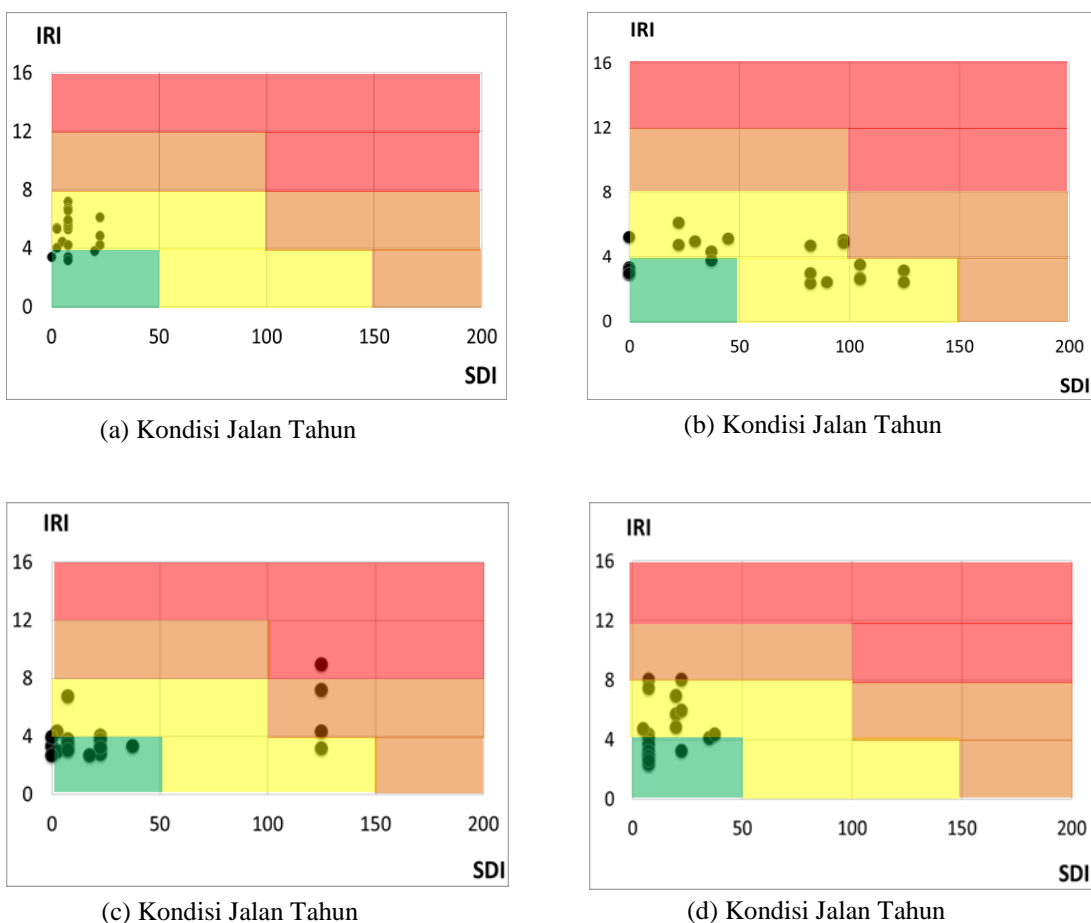 IRI
16
12
8
4
0
0 50 100 150 200
SDI
(a) Kondisi Jalan Tahun
IRI
16
12
8
4
0
0 50 100 150 200
SDI
(b) Kondisi Jalan Tahun
IRI
16
12
8
4
0
0 50 100 150 200
SDI
(c) Kondisi Jalan Tahun
IRI
16
12
8
4
0
0 50 100 150 200
SDI
(d) Kondisi Jalan Tahun